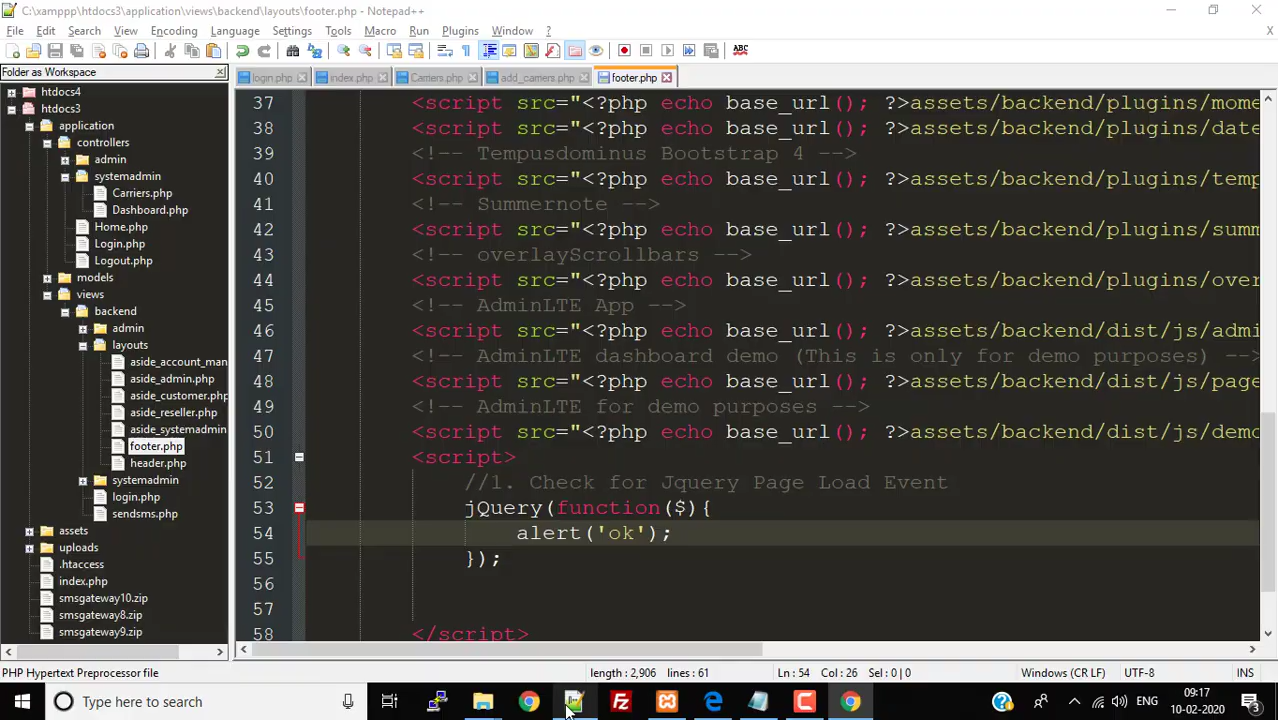 C:\xamppp\htdocs3\application\views\backend\layouts\footer.php - Notepad++
File Edit Search View Encoding Language Settings Tools Macro Run Plugins Window ?
X
Folder as Workspace
login.php index.php Carriers.php add_carriers.php footer.php
htdocs4
htdocs3
application
controllers
admin
systemadmin
Carriers.php
Dashboard.php
Home.php
Login.php
Logout.php
models
views
backend
admin
layouts
aside_account_man
aside_admin.php
aside_customer.php
aside_reseller.php
aside_systemadmin
footer.php
header.php
systemadmin
login.php
sendsms.php
assets
uploads
.htaccess
index.php
smsgateway10.zip
smsgateway8.zip
smsgateway9.zip
37 <script src="<?php echo base_url(); ?>assets/backend/plugins/mome
38 <script src="<?php echo base_url(); ?>assets/backend/plugins/date
39 <!-- Tempusdominus Bootstrap 4 -->
40 <script src="<?php echo base_url(); ?>assets/backend/plugins/temp
41 <!-- Summernote -->
42 <script src="<?php echo base_url(); ?>assets/backend/plugins/summ
43 <!-- overlayScrollbars -->
44 <script src="<?php echo base_url(); ?>assets/backend/plugins/over
45 <!-- AdminLTE App -->
46 <script src="<?php echo base_url(); ?>assets/backend/dist/js/admi
47 <!-- AdminLTE dashboard demo (This is only for demo purposes) -->
48 <script src="<?php echo base_url(); ?>assets/backend/dist/js/page
49 <!-- AdminLTE for demo purposes -->
50 <script src="<?php echo base_url(); ?>assets/backend/dist/js/demo
51 <script>
52 //1. Check for Jquery Page Load Event
53 jQuery(function($){
54 alert('ok');
55 });
56
57
58 </script>
PHP Hypertext Preprocessor file length : 2,906 lines : 61 Ln : 54 Col : 26 Sel : 0 | 0 Windows (CR LF) UTF-8 INS
Type here to search
ENG
09:17
10-02-2020
3